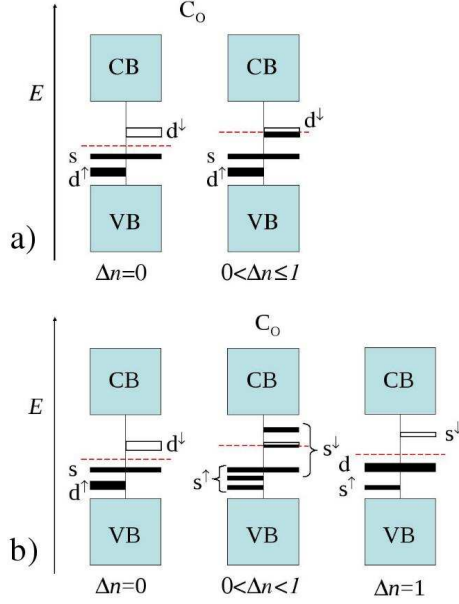 C_O
E
CB
CB
d↓
d↓
s
s
d↑
d↑
VB
VB
a)
Δn=0
0<Δn≤1
C_O
E
CB
CB
CB
d↓
s↓
s↓
s
d
d↑
s↑
s↑
VB
VB
VB
b)
Δn=0
0<Δn<1
Δn=1